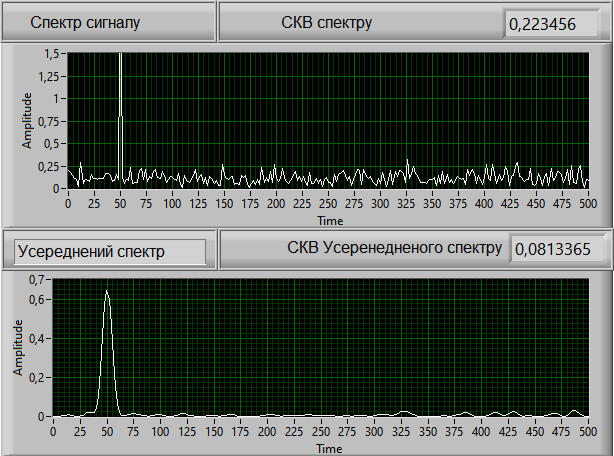 Спектр сигналу СКВ спектру 0,223456
1,5
1,25
1
0,75
0,5
0,25
0
Amplitude
0 25 50 75 100 125 150 175 200 225 250 275 300 325 350 375 400 425 450 475 500
Time
Усереднений спектр СКВ Усеренедненого спектру 0,0813365
0,7
0,6
0,4
0,2
0
Amplitude
0 25 50 75 100 125 150 175 200 225 250 275 300 325 350 375 400 425 450 475 500
Time